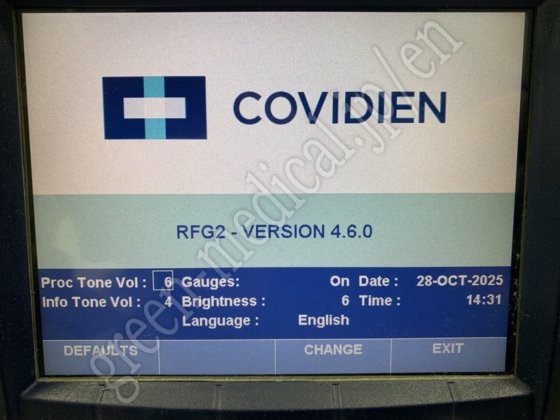 COVIDIEN
RFG2 - VERSION 4.6.0
Proc Tone Vol : 6 Gauges: On Date : 28-OCT-2025
Info Tone Vol : 4 Brightness : 6 Time : 14:31
Language : English
DEFAULTS CHANGE EXIT
green-medical.jp/en